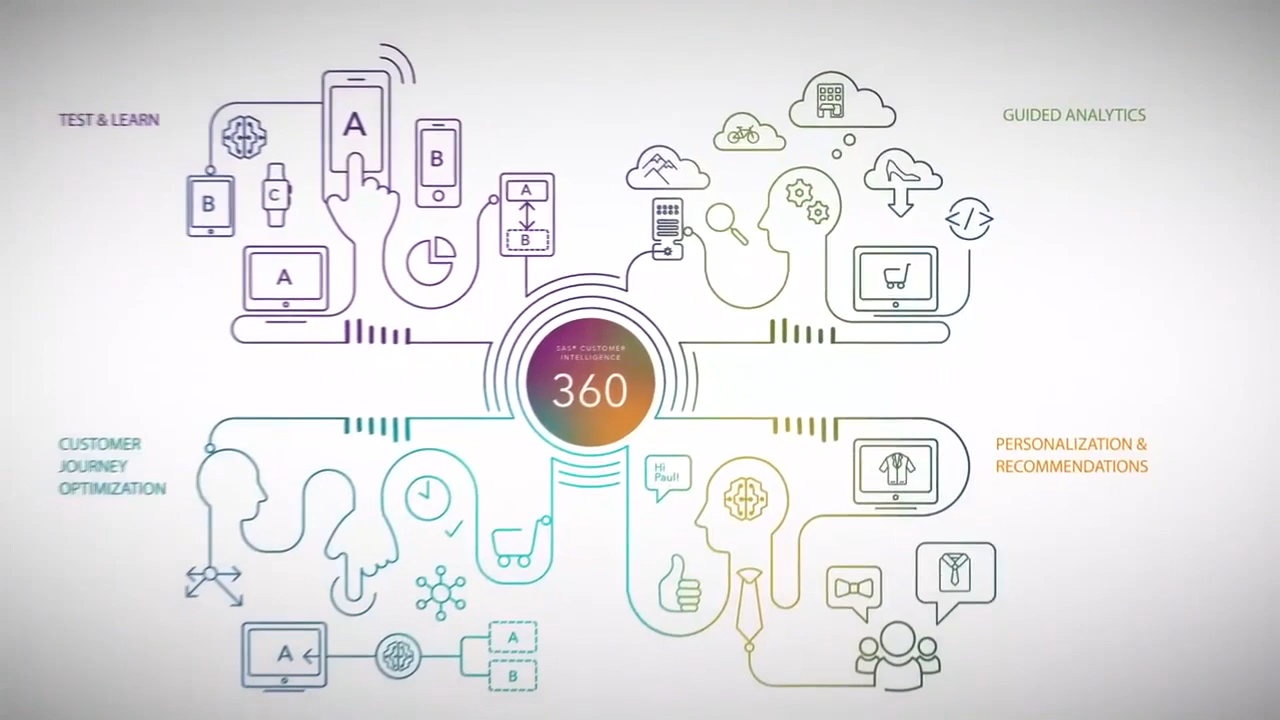 TEST & LEARN
A
B
B
C
A
A
B
GUIDED ANALYTICS
</>
SAS® CUSTOMER
INTELLIGENCE
360
CUSTOMER
JOURNEY
OPTIMIZATION
A
A
B
PERSONALIZATION &
RECOMMENDATIONS
Hi
Paul!